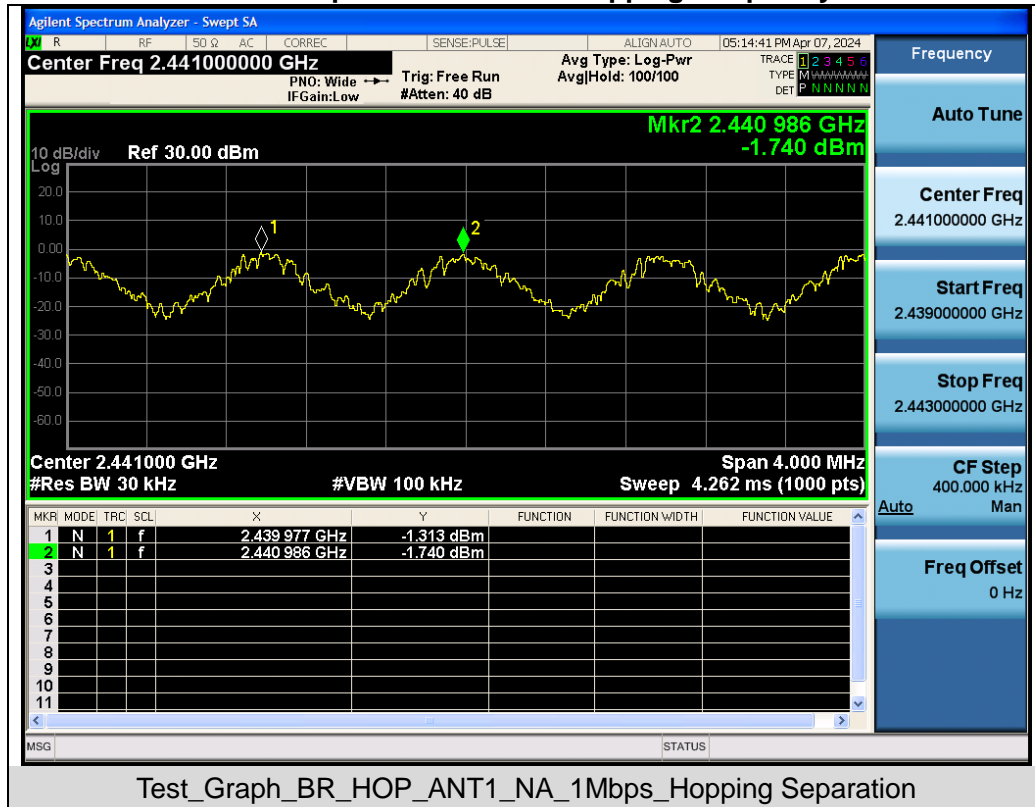 Agilent Spectrum Analyzer - Swept SA
LXI R RF 50 Ω AC CORREC SENSE:PULSE ALIGN AUTO 05:14:41 PM Apr 07, 2024
Center Freq 2.441000000 GHz
PNO: Wide
IFGain:Low
Trig: Free Run
#Atten: 40 dB
Avg Type: Log-Pwr
Avg|Hold: 100/100
TRACE 1 2 3 4 5 6
TYPE M
DET P N N N N N
Mkr2 2.440 986 GHz
-1.740 dBm
10 dB/div Ref 30.00 dBm
Log
20.0
10.0
0.00
-10.0
-20.0
-30.0
-40.0
-50.0
-60.0
1
2
Center 2.441000 GHz Span 4.000 MHz
#Res BW 30 kHz #VBW 100 kHz Sweep 4.262 ms (1000 pts)
MKR MODE TRC SCL X Y FUNCTION FUNCTION WIDTH FUNCTION VALUE
1 N 1 f 2.439 977 GHz -1.313 dBm
2 N 1 f 2.440 986 GHz -1.740 dBm
3
4
5
6
7
8
9
10
11
MSG STATUS
Frequency
Auto Tune
Center Freq
2.441000000 GHz
Start Freq
2.439000000 GHz
Stop Freq
2.443000000 GHz
CF Step
400.000 kHz
Auto Man
Freq Offset
0 Hz
Test_Graph_BR_HOP_ANT1_NA_1Mbps_Hopping Separation